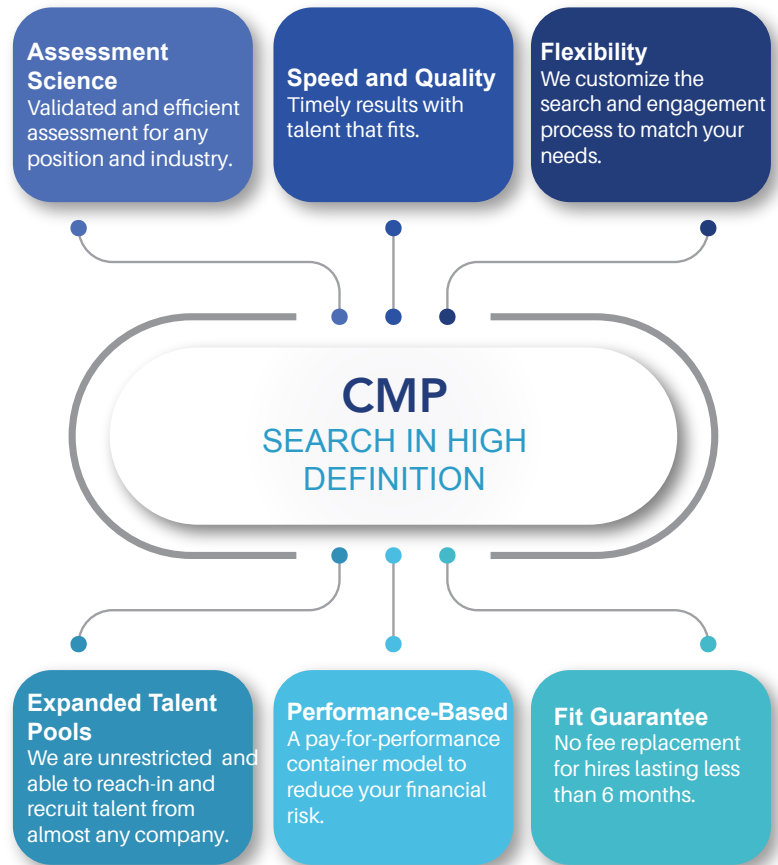 Assessment
Science
Validated and efficient
assessment for any
position and industry.
Speed and Quality
Timely results with
talent that fits.
Flexibility
We customize the
search and engagement
process to match your
needs.
CMP
SEARCH IN HIGH
DEFINITION
Expanded Talent
Pools
We are unrestricted and
able to reach-in and
recruit talent from
almost any company.
Performance-Based
A pay-for-performance
container model to
reduce your financial
risk.
Fit Guarantee
No fee replacement
for hires lasting less
than 6 months.